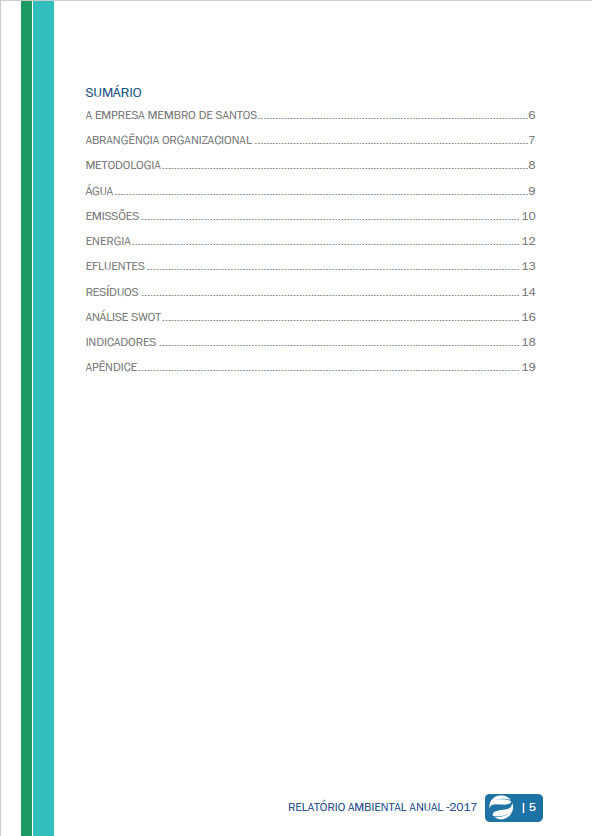 SUMÁRIO
A EMPRESA MEMBRO DE SANTOS......6
ABRANGÊNCIA ORGANIZACIONAL ......7
METODOLOGIA......8
ÁGUA......9
EMISSÕES ...... 10
ENERGIA...... 12
EFLUENTES ...... 13
RESÍDUOS ...... 14
ANÁLISE SWOT...... 16
INDICADORES ...... 18
APÊNDICE...... 19
RELATÓRIO AMBIENTAL ANUAL -2017 | 5